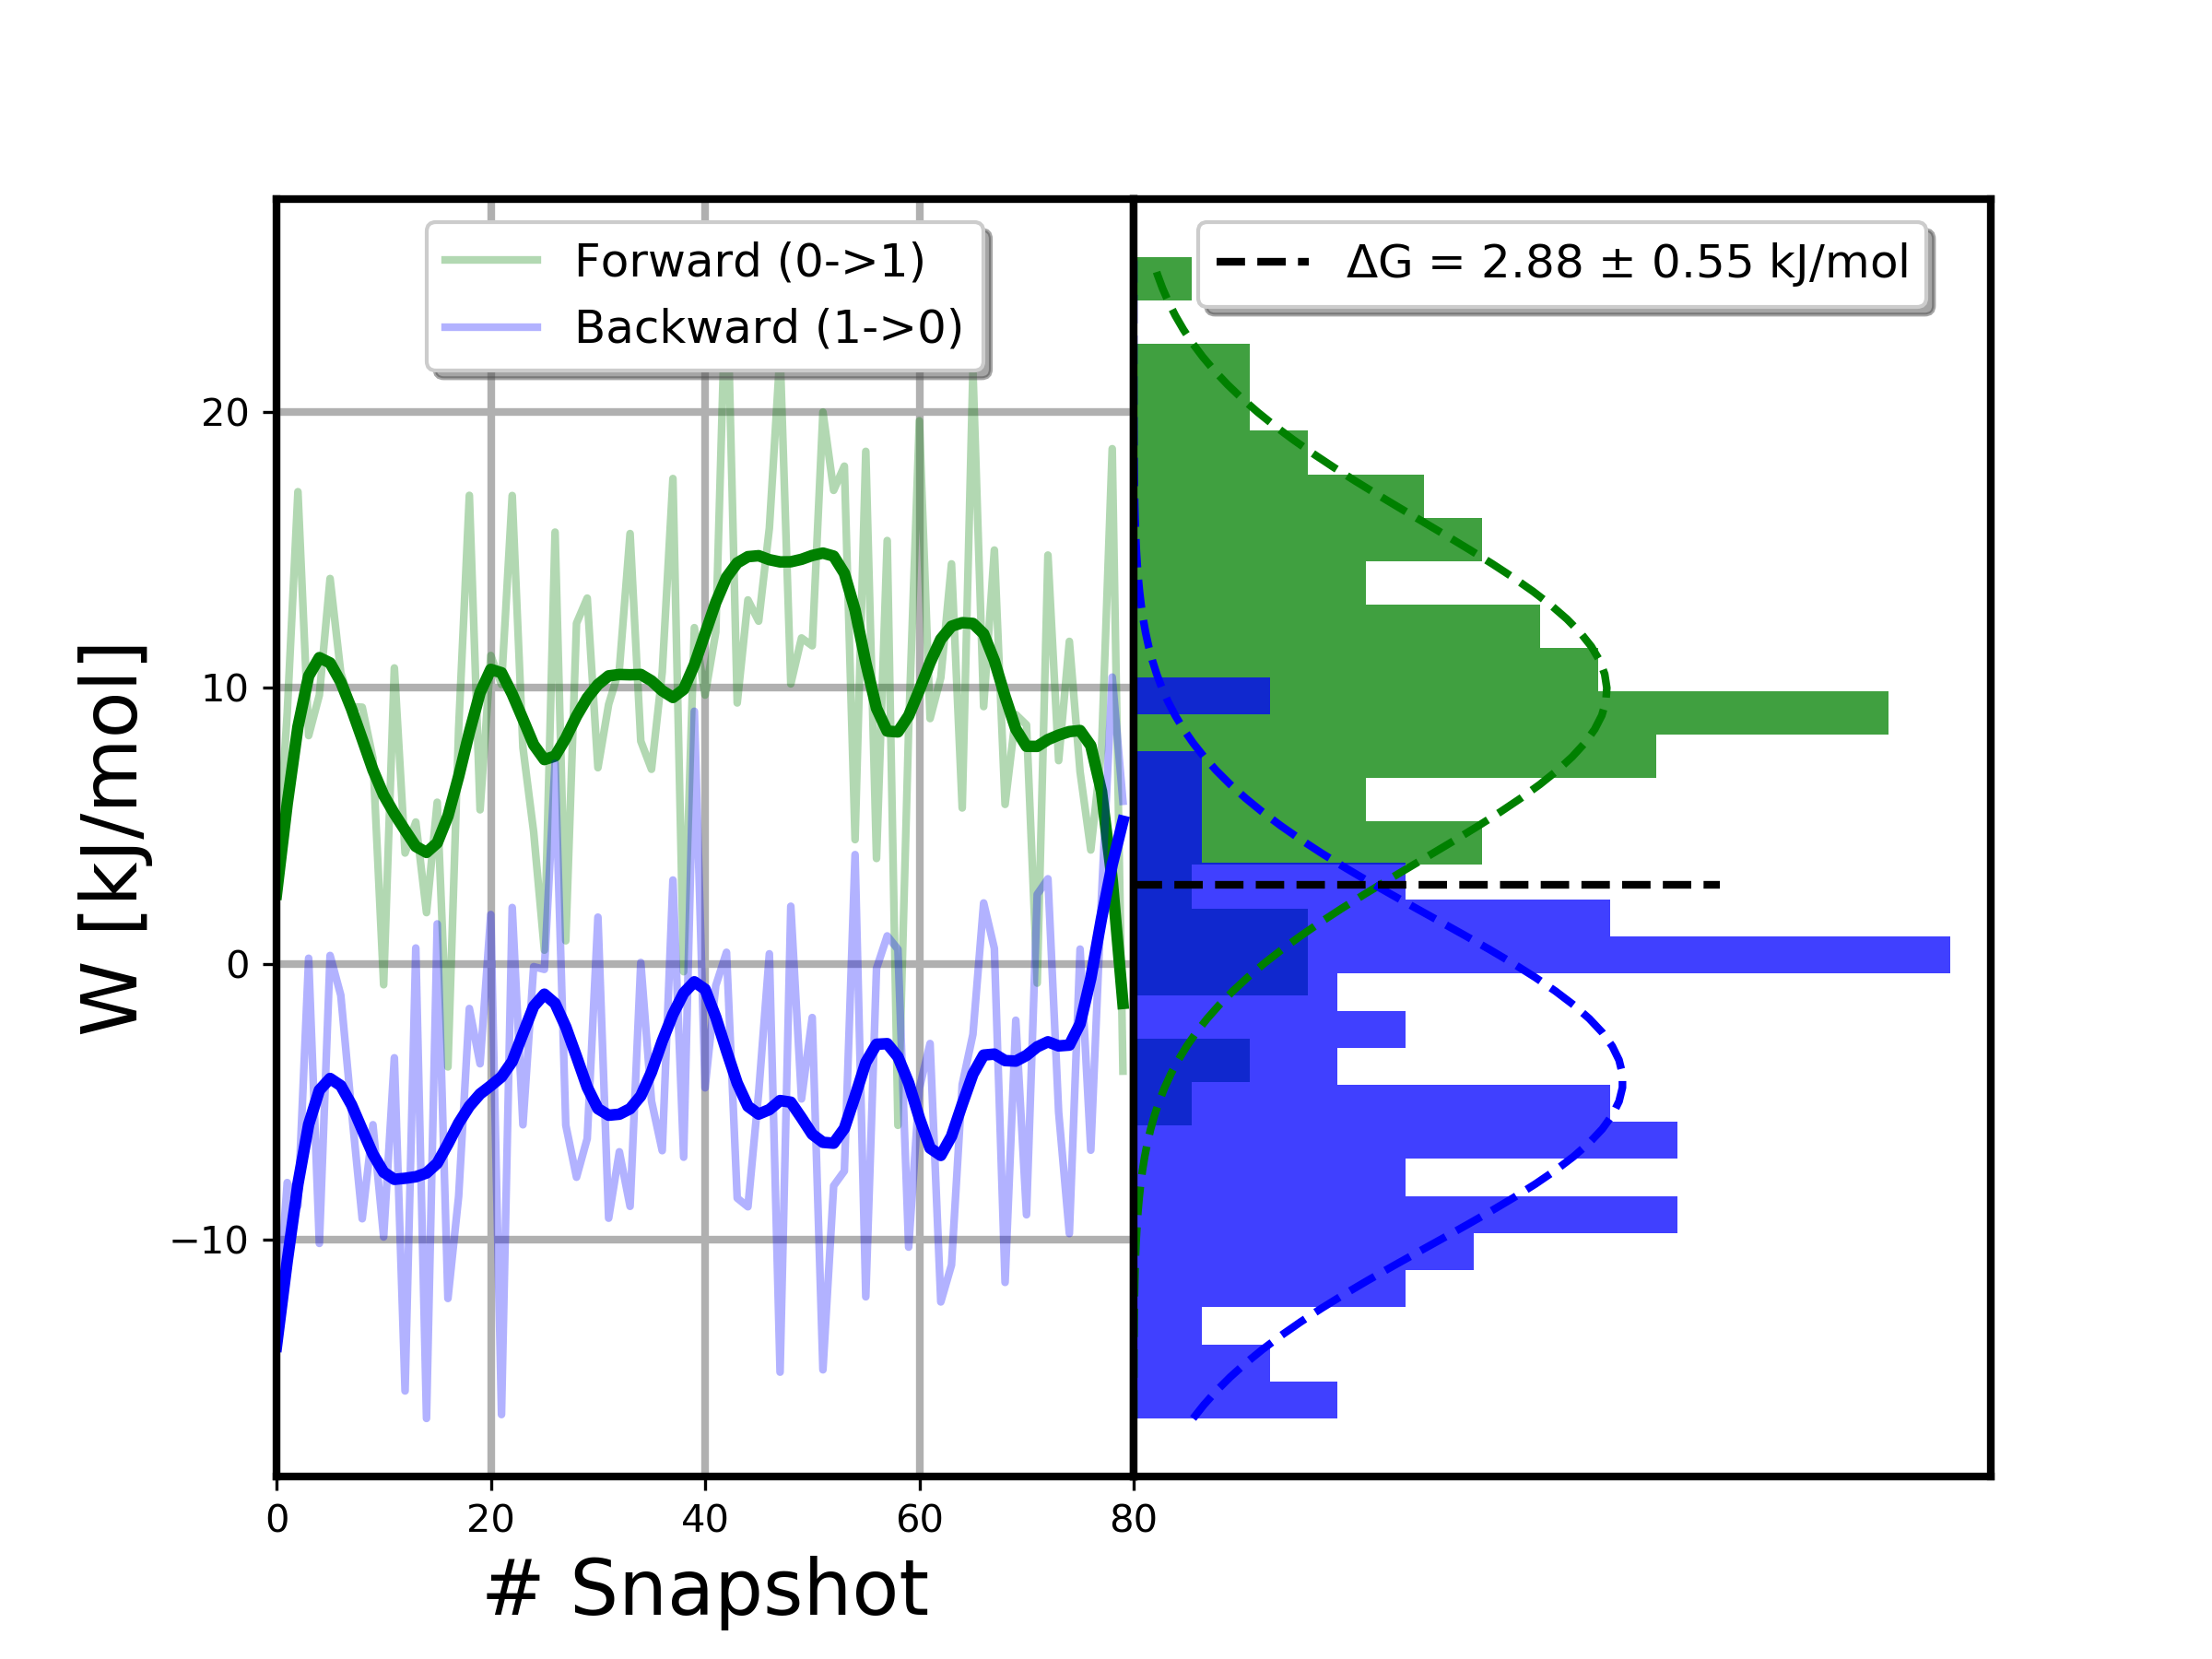 Forward (0->1)
Backward (1->0)
ΔG = 2.88 ± 0.55 kJ/mol
20
10
0
−10
W [kJ/mol]
0 20 40 60 80
# Snapshot